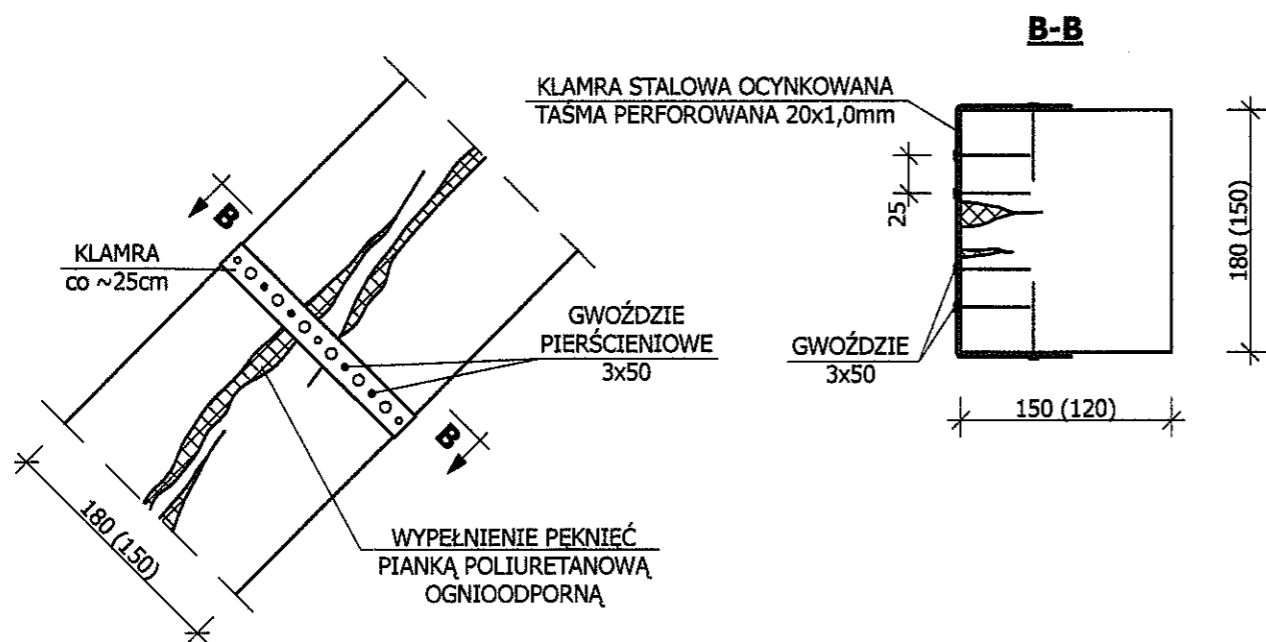 B-B
KLAMRA STALOWA OCYNKOWANA
TAŚMA PERFOROWANA 20x1,0mm
B
KLAMRA
co ~25cm
GWOŹDZIE
PIERŚCIENIOWE
3x50
B
180 (150)
WYPEŁNIENIE PĘKNIĘĆ
PIANKĄ POLIURETANOWĄ
OGNIOODPORNĄ
25
GWOŹDZIE
3x50
180 (150)
150 (120)